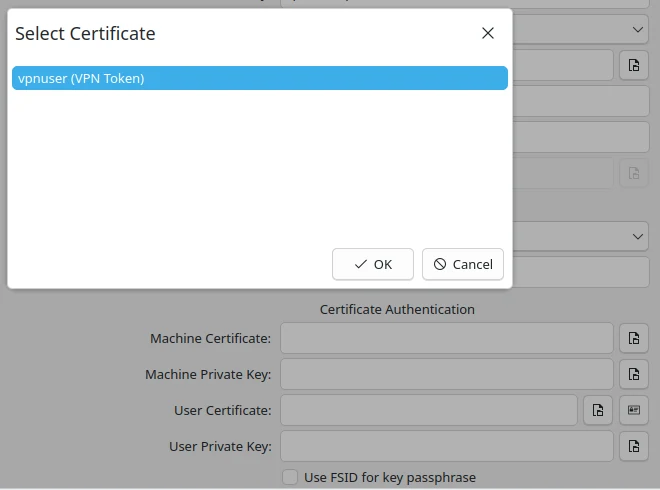 Select Certificate
vpnuser (VPN Token)
OK
Cancel
Certificate Authentication
Machine Certificate:
Machine Private Key:
User Certificate:
User Private Key:
Use FSID for key passphrase